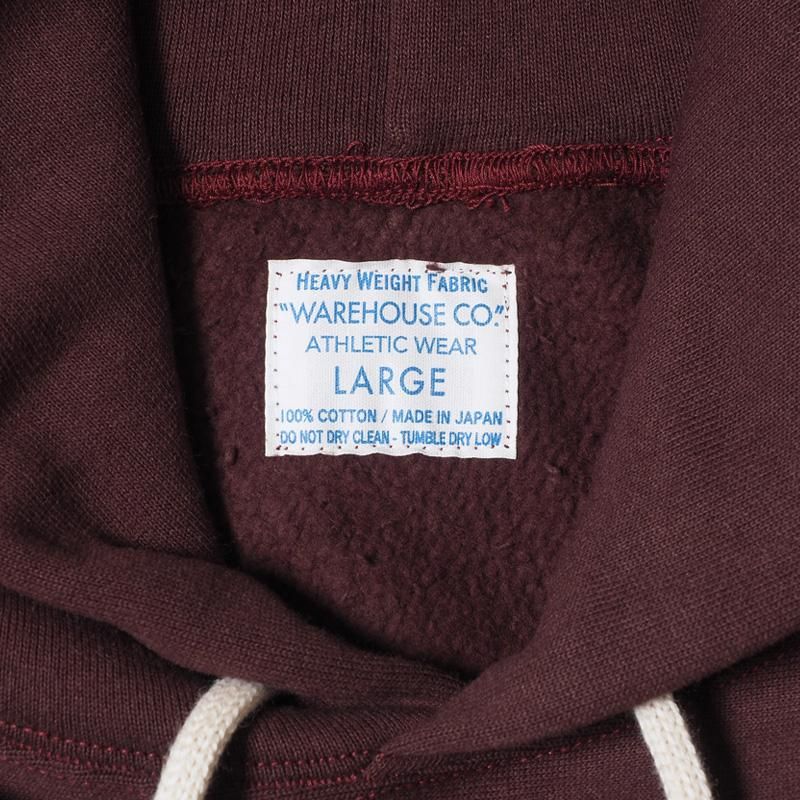 HEAVY WEIGHT FABRIC
"WAREHOUSE CO."
ATHLETIC WEAR
LARGE
100% COTTON / MADE IN JAPAN
DO NOT DRY CLEAN - TUMBLE DRY LOW